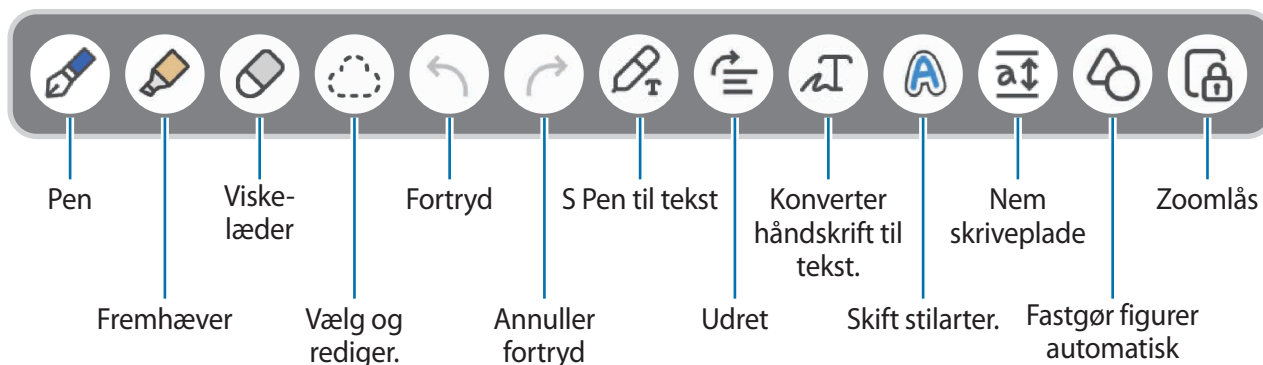 Pen
Viske-
læder
Fortryd
S Pen til tekst
Konverter
håndskrift til
tekst.
Nem
skriveplade
Zoomlås
Fremhæver
Vælg og
rediger.
Annuller
fortryd
Udret
Skift stilarter.
Fastgør figurer
automatisk